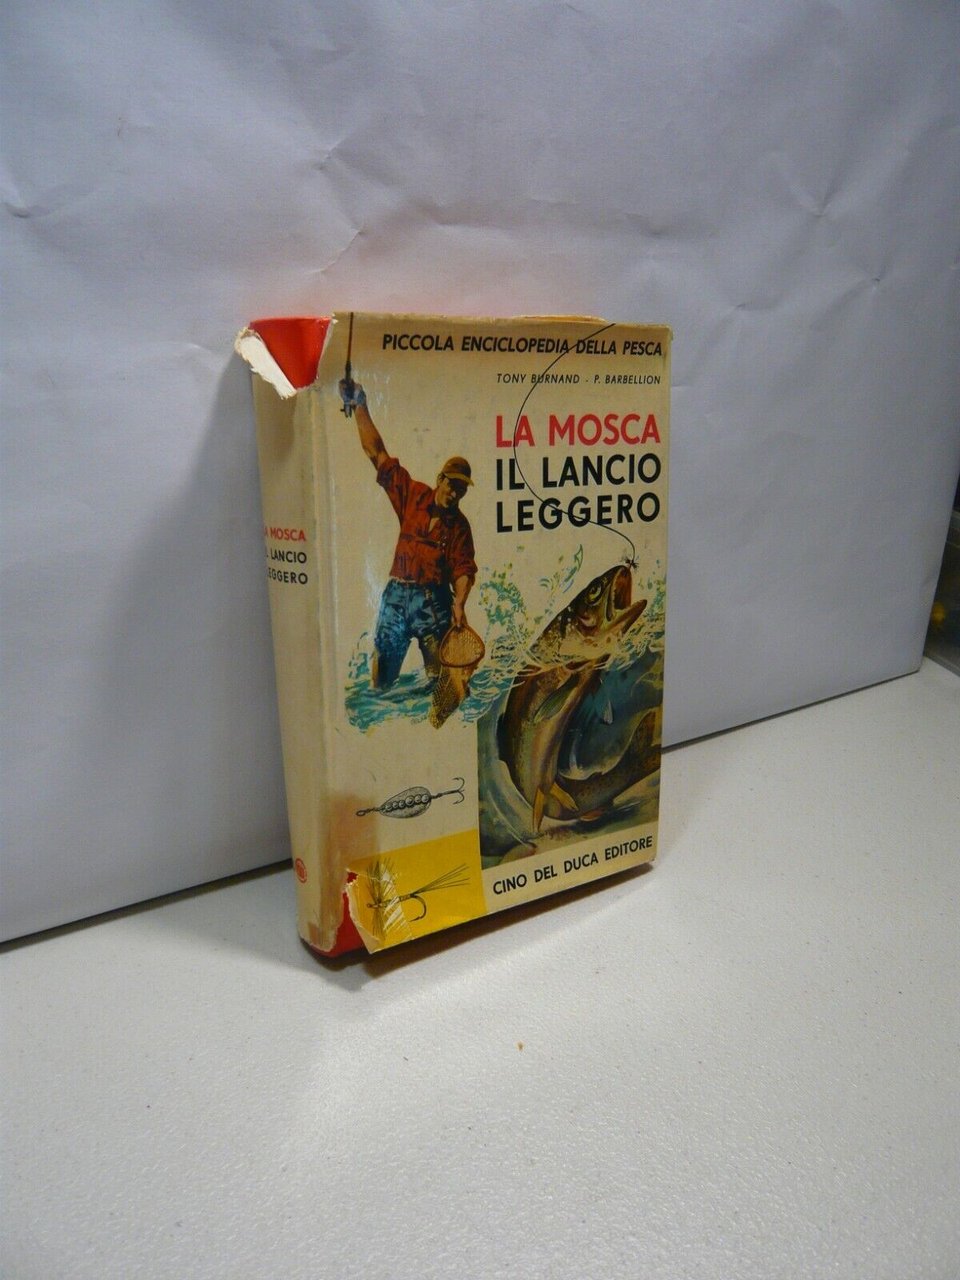 PICCOLA ENCICLOPEDIA DELLA PESCA
TONY BURNAND - P. BARBELLION
LA MOSCA
IL LANCIO
LEGGERO
CINO DEL DUCA EDITORE
LA MOSCA
IL LANCIO
LEGGERO